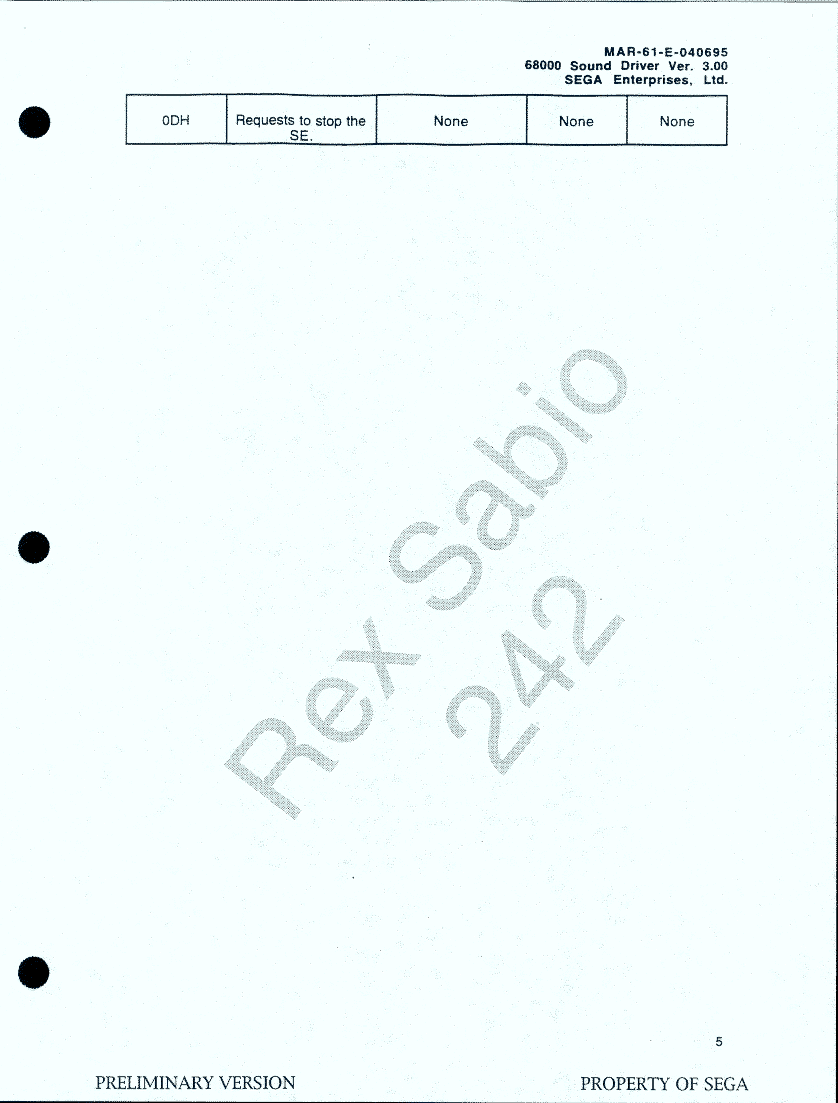 MAR-61-E-040695
68000 Sound Driver Ver. 3.00
SEGA Enterprises, Ltd.
0DH Requests to stop the None None None
SE.
Rex Sabio
242
5
PRELIMINARY VERSION PROPERTY OF SEGA